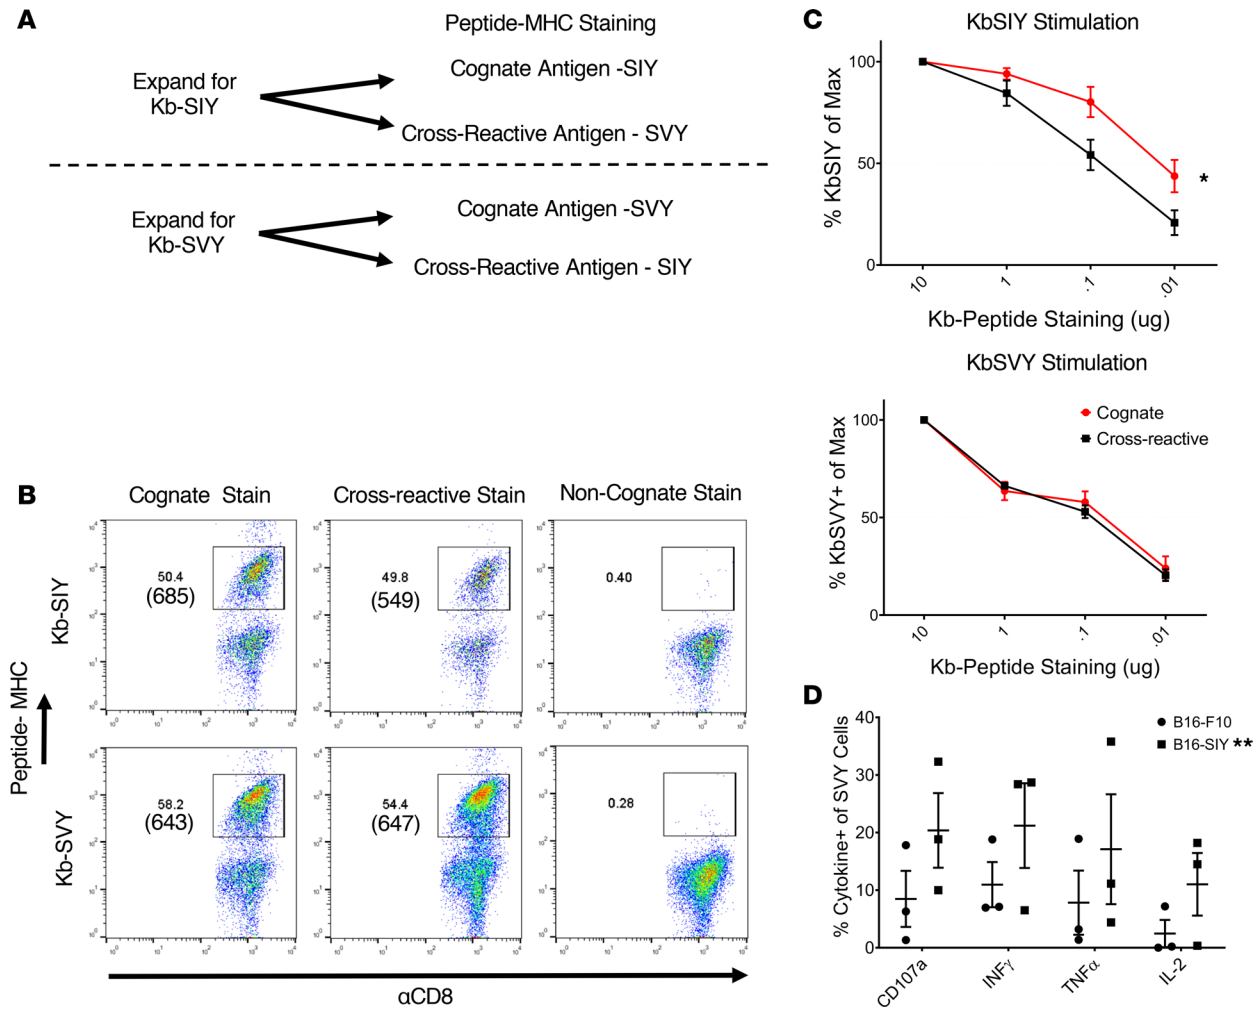 A
Peptide-MHC Staining
Expand for
Kb-SIY
Cognate Antigen -SIY
Cross-Reactive Antigen - SVY
Expand for
Kb-SVY
Cognate Antigen -SVY
Cross-Reactive Antigen - SIY
B
Cognate Stain
Cross-reactive Stain
Non-Cognate Stain
Kb-SIY
50.4
(685)
49.8
(549)
0.40
Kb-SVY
58.2
(643)
54.4
(647)
0.28
Peptide- MHC
αCD8
C
KbSIY Stimulation
% KbSIY of Max
100
50
0
10
1
.1
.01
*
Kb-Peptide Staining (ug)
KbSVY Stimulation
Cognate
Cross-reactive
% KbSVY+ of Max
100
50
0
10
1
.1
.01
Kb-Peptide Staining (ug)
D
B16-F10
B16-SIY **
% Cytokine+ of SVY Cells
40
30
20
10
0
CD107a
INFγ
TNFα
IL-2